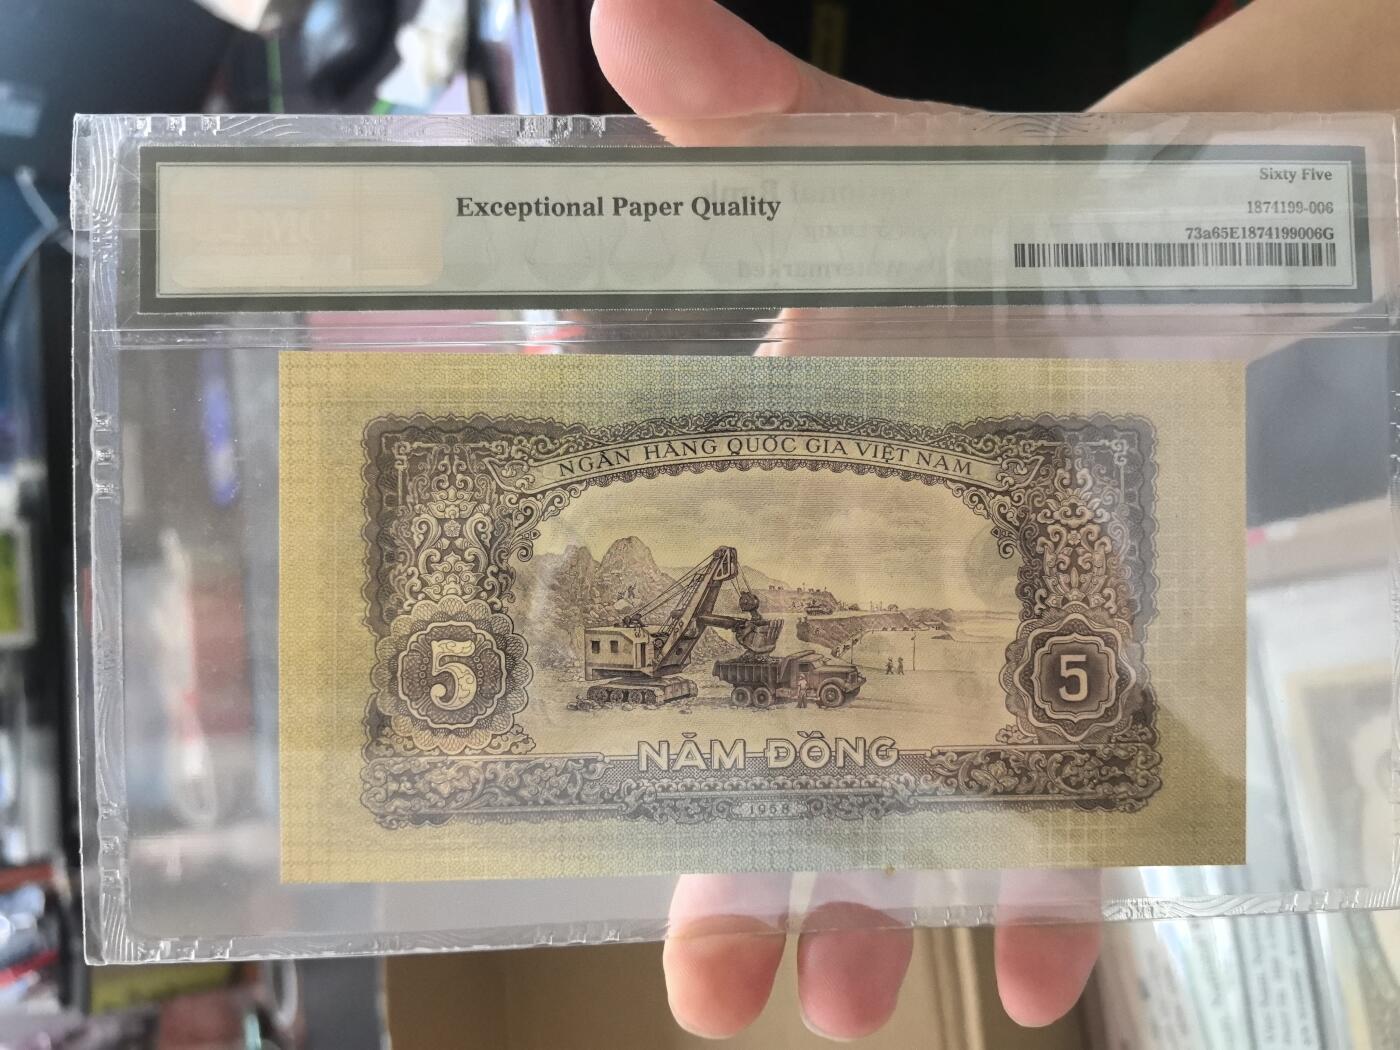 Exceptional Paper Quality
Sixty Five
1874199-006
73a65E1874199006G
NGÂN HÀNG QUỐC GIA VIỆT NAM
5
5
NĂM ĐỒNG
1958